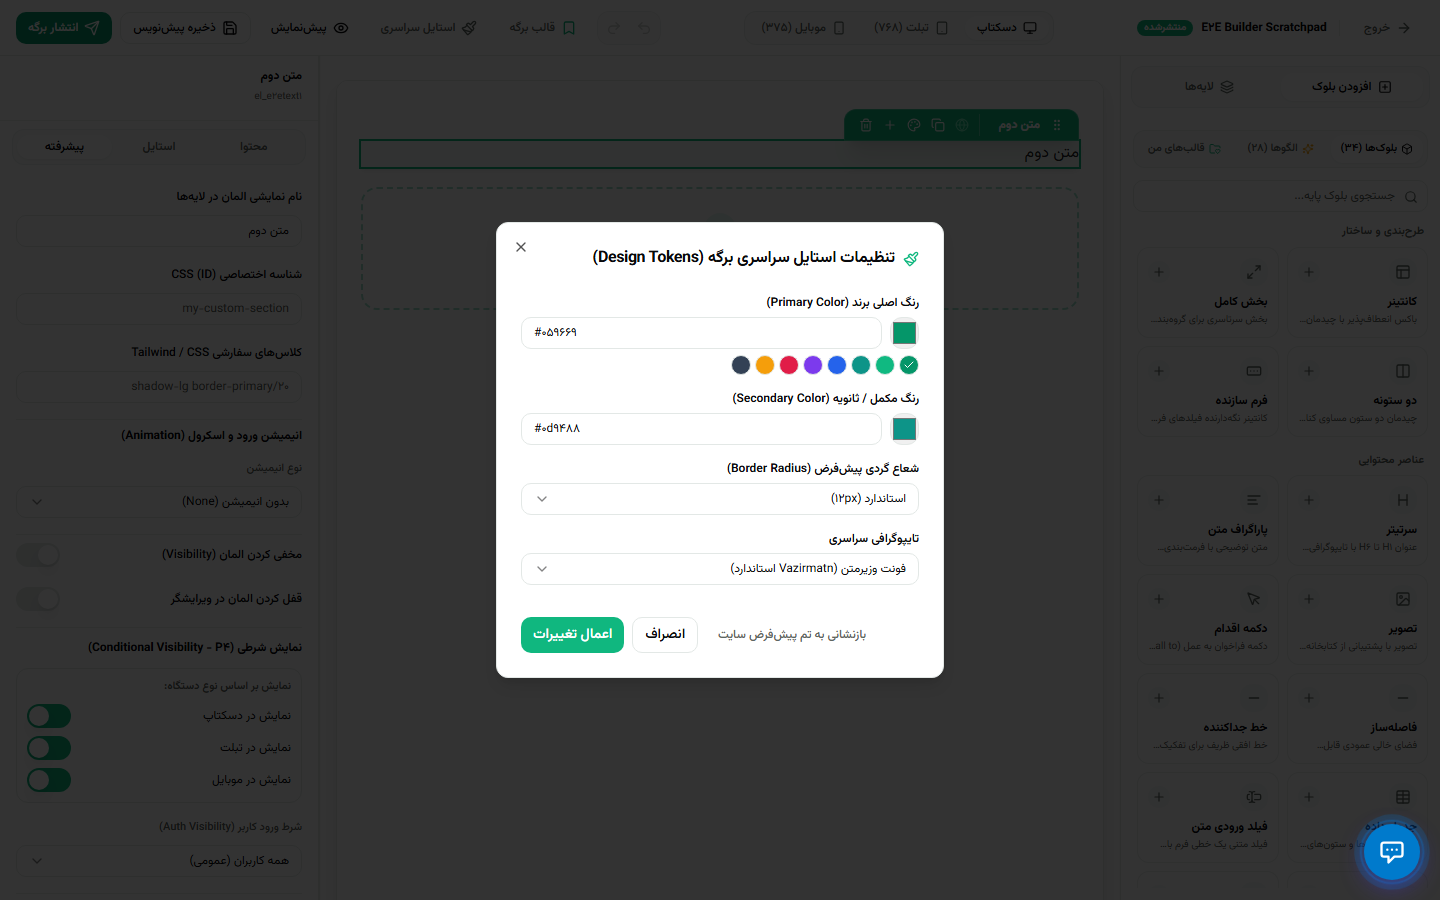 خروج
E2E Builder Scratchpad
منتشرشده
دسکتاپ
تبلت (۷۶۸)
موبایل (۳۷۵)
قالب برگه
استایل سراسری
پیش‌نمایش
ذخیره پیش‌نویس
انتشار برگه
افزودن بلوک
لایه‌ها
بلوک‌ها (۳۴)
الگوها (۲۸)
قالب‌های من
جستجوی بلوک پایه...
طرح‌بندی و ساختار
کانتینر
باکس انعطاف‌پذیر با چیدمان...
بخش کامل
بخش سرتاسری برای گروه‌بند...
دو ستونه
چیدمان دو ستون مساوی کنا...
فرم سازنده
کانتینر نگه‌دارنده فیلدهای فر...
عناصر محتوایی
سرتیتر
عنوان H۱ تا H۶ با تایپوگرافی...
پاراگراف متن
متن توضیحی با فرمت‌بندی...
تصویر
تصویر با پشتیبانی از کتابخانه...
دکمه اقدام
دکمه فراخوان به عمل (all to...
فاصله‌ساز
فضای خالی عمودی قابل...
خط جداکننده
خط افقی ظریف برای تفکیک...
و ستون‌های...
فیلد ورودی متن
فیلد متنی یک خطی فرم با...
متن دوم
متن دوم
تنظیمات استایل سراسری برگه (Design Tokens)
رنگ اصلی برند (Primary Color)
#۰۵۹۶۶۹
رنگ مکمل / ثانویه (Secondary Color)
#۰d۹۴۸۸
شعاع گردی پیش‌فرض (Border Radius)
استاندارد (۱۲px)
تایپوگرافی سراسری
فونت وزیرمتن (Vazirmatn استاندارد)
بازنشانی به تم پیش‌فرض سایت
انصراف
اعمال تغییرات
متن دوم
el_e۲etext۱
محتوا
استایل
پیشرفته
نام نمایشی المان در لایه‌ها
متن دوم
شناسه اختصاصی CSS (ID)
my-custom-section
کلاس‌های سفارشی Tailwind / CSS
shadow-lg border-primary/۲۰
انیمیشن ورود و اسکرول (Animation)
نوع انیمیشن
بدون انیمیشن (None)
مخفی کردن المان (Visibility)
قفل کردن المان در ویرایشگر
نمایش شرطی (Conditional Visibility - P۴)
نمایش بر اساس نوع دستگاه:
نمایش در دسکتاپ
نمایش در تبلت
نمایش در موبایل
شرط ورود کاربر (Auth Visibility)
همه کاربران (عمومی)